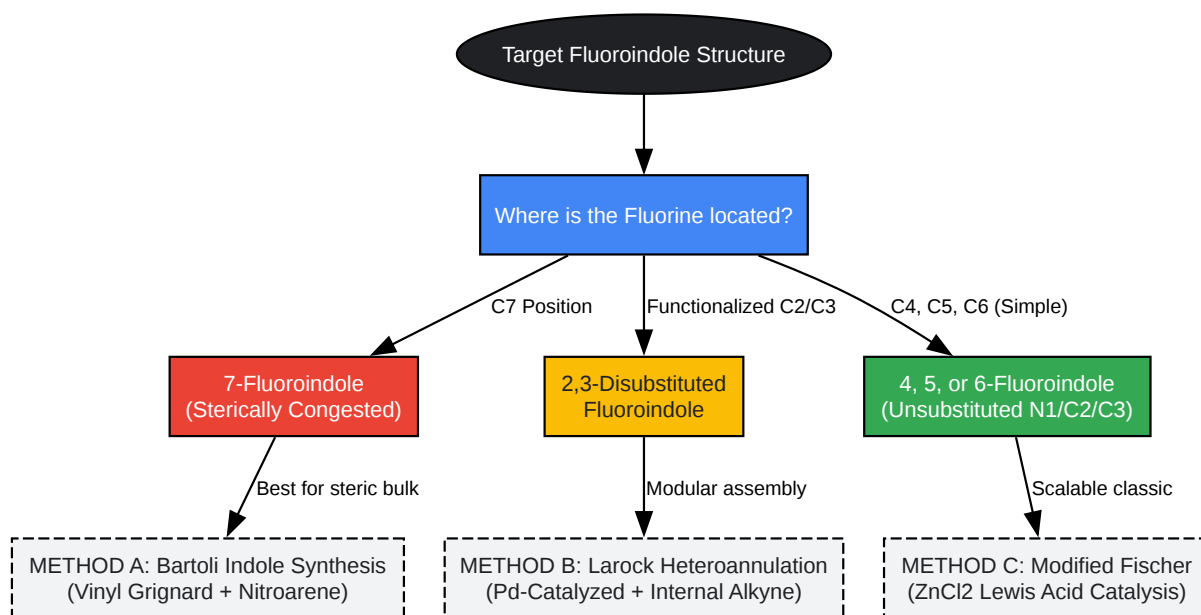 Target Fluoroindole Structure
Where is the Fluorine located?
C7 Position
Functionalized C2/C3
C4, C5, C6 (Simple)
7-Fluoroindole
(Sterically Congested)
2,3-Disubstituted
Fluoroindole
4, 5, or 6-Fluoroindole
(Unsubstituted N1/C2/C3)
Best for steric bulk
Modular assembly
Scalable classic
METHOD A: Bartoli Indole Synthesis
(Vinyl Grignard + Nitroarene)
METHOD B: Larock Heteroannulation
(Pd-Catalyzed + Internal Alkyne)
METHOD C: Modified Fischer
(ZnCl2 Lewis Acid Catalysis)